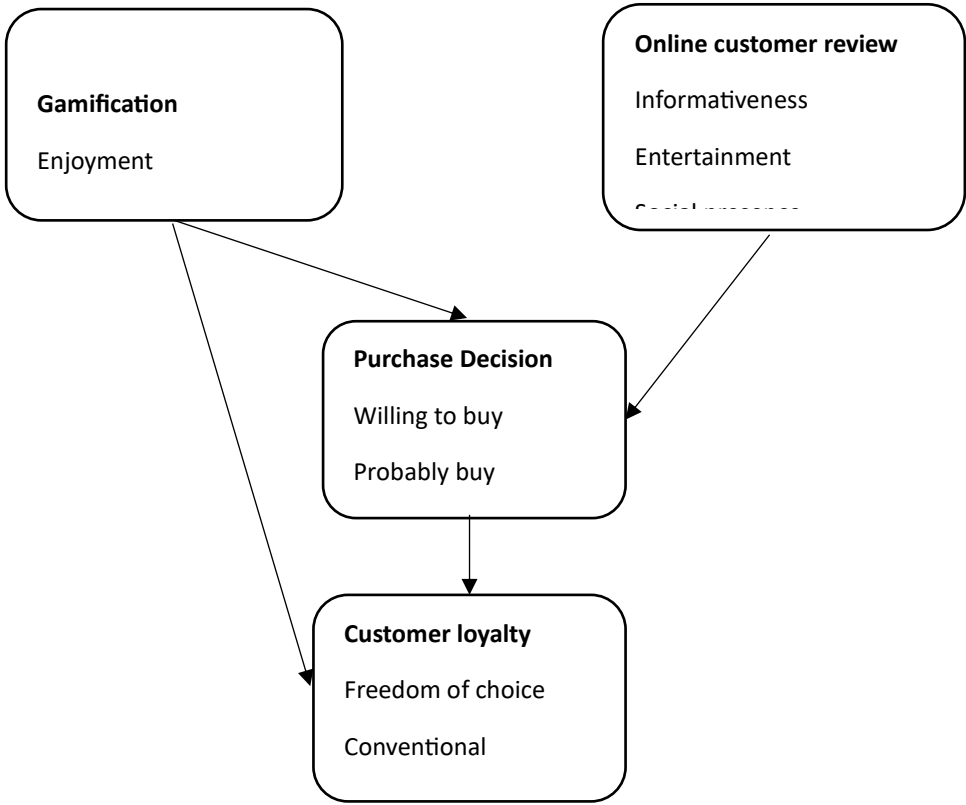 Gamification
Enjoyment
Online customer review
Informativeness
Entertainment
Purchase Decision
Willing to buy
Probably buy
Customer loyalty
Freedom of choice
Conventional